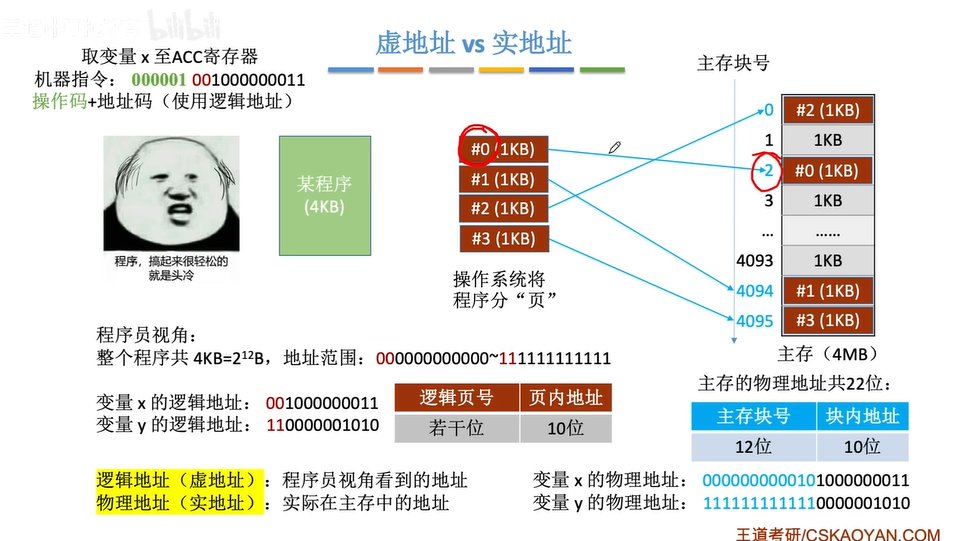 bilibili
虚地址 vs 实地址
取变量 x 至ACC寄存器
机器指令： 000001 001000000011
操作码+地址码（使用逻辑地址）
程序，搞起来很轻松的
就是头冷
某程序
(4KB)
#0 (1KB)
#1 (1KB)
#2 (1KB)
#3 (1KB)
操作系统将
程序分“页”
主存块号
0 #2 (1KB)
1 1KB
2 #0 (1KB)
3 1KB
... ......
4093 1KB
4094 #1 (1KB)
4095 #3 (1KB)
主存（4MB）
程序员视角：
整个程序共 4KB=2¹²B，地址范围：000000000000~111111111111
变量 x 的逻辑地址： 001000000011
变量 y 的逻辑地址： 110000001010
逻辑页号 页内地址
若干位 10位
主存的物理地址共22位：
主存块号 块内地址
12位 10位
逻辑地址（虚地址）：程序员视角看到的地址
物理地址（实地址）：实际在主存中的地址
变量 x 的物理地址： 0000000000101000000011
变量 y 的物理地址： 1111111111110000001010
王道考研/CSKAOYAN.COM